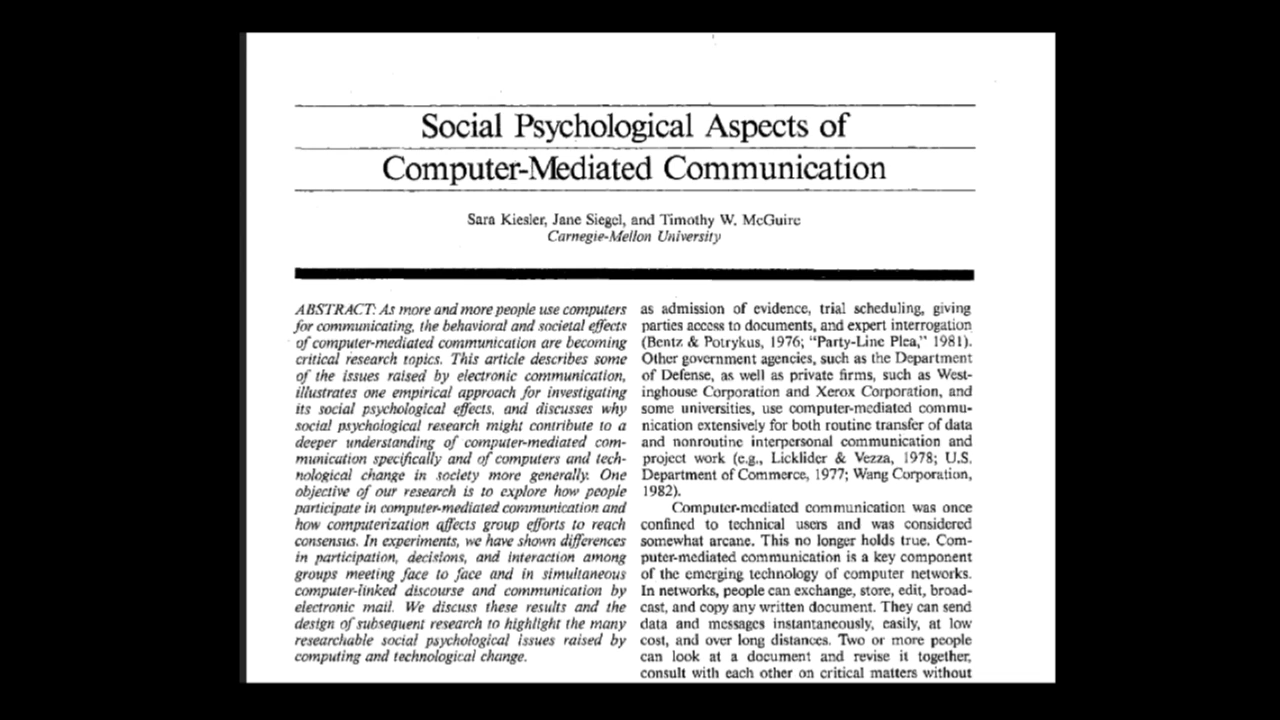 Social Psychological Aspects of
Computer-Mediated Communication
Sara Kiesler, Jane Siegel, and Timothy W. McGuire
Carnegie-Mellon University
ABSTRACT: As more and more people use computers
for communicating, the behavioral and societal effects
of computer-mediated communication are becoming
critical research topics. This article describes some
of the issues raised by electronic communication,
illustrates one empirical approach for investigating
its social psychological effects, and discusses why
social psychological research might contribute to a
deeper understanding of computer-mediated com-
munication specifically and of computers and tech-
nological change in society more generally. One
objective of our research is to explore how people
participate in computer-mediated communication and
how computerization affects group efforts to reach
consensus. In experiments, we have shown differences
in participation, decisions, and interaction among
groups meeting face to face and in simultaneous
computer-linked discourse and communication by
electronic mail. We discuss these results and the
design of subsequent research to highlight the many
researchable social psychological issues raised by
computing and technological change.
as admission of evidence, trial scheduling, giving
parties access to documents, and expert interrogation
(Bentz & Potrykus, 1976; "Party-Line Plea," 1981).
Other government agencies, such as the Department
of Defense, as well as private firms, such as West-
inghouse Corporation and Xerox Corporation, and
some universities, use computer-mediated commu-
nication extensively for both routine transfer of data
and nonroutine interpersonal communication and
project work (e.g., Licklider & Vezza, 1978; U.S.
Department of Commerce, 1977; Wang Corporation,
1982).
Computer-mediated communication was once
confined to technical users and was considered
somewhat arcane. This no longer holds true. Com-
puter-mediated communication is a key component
of the emerging technology of computer networks.
In networks, people can exchange, store, edit, broad-
cast, and copy any written document. They can send
data and messages instantaneously, easily, at low
cost, and over long distances. Two or more people
can look at a document and revise it together,
consult with each other on critical matters without